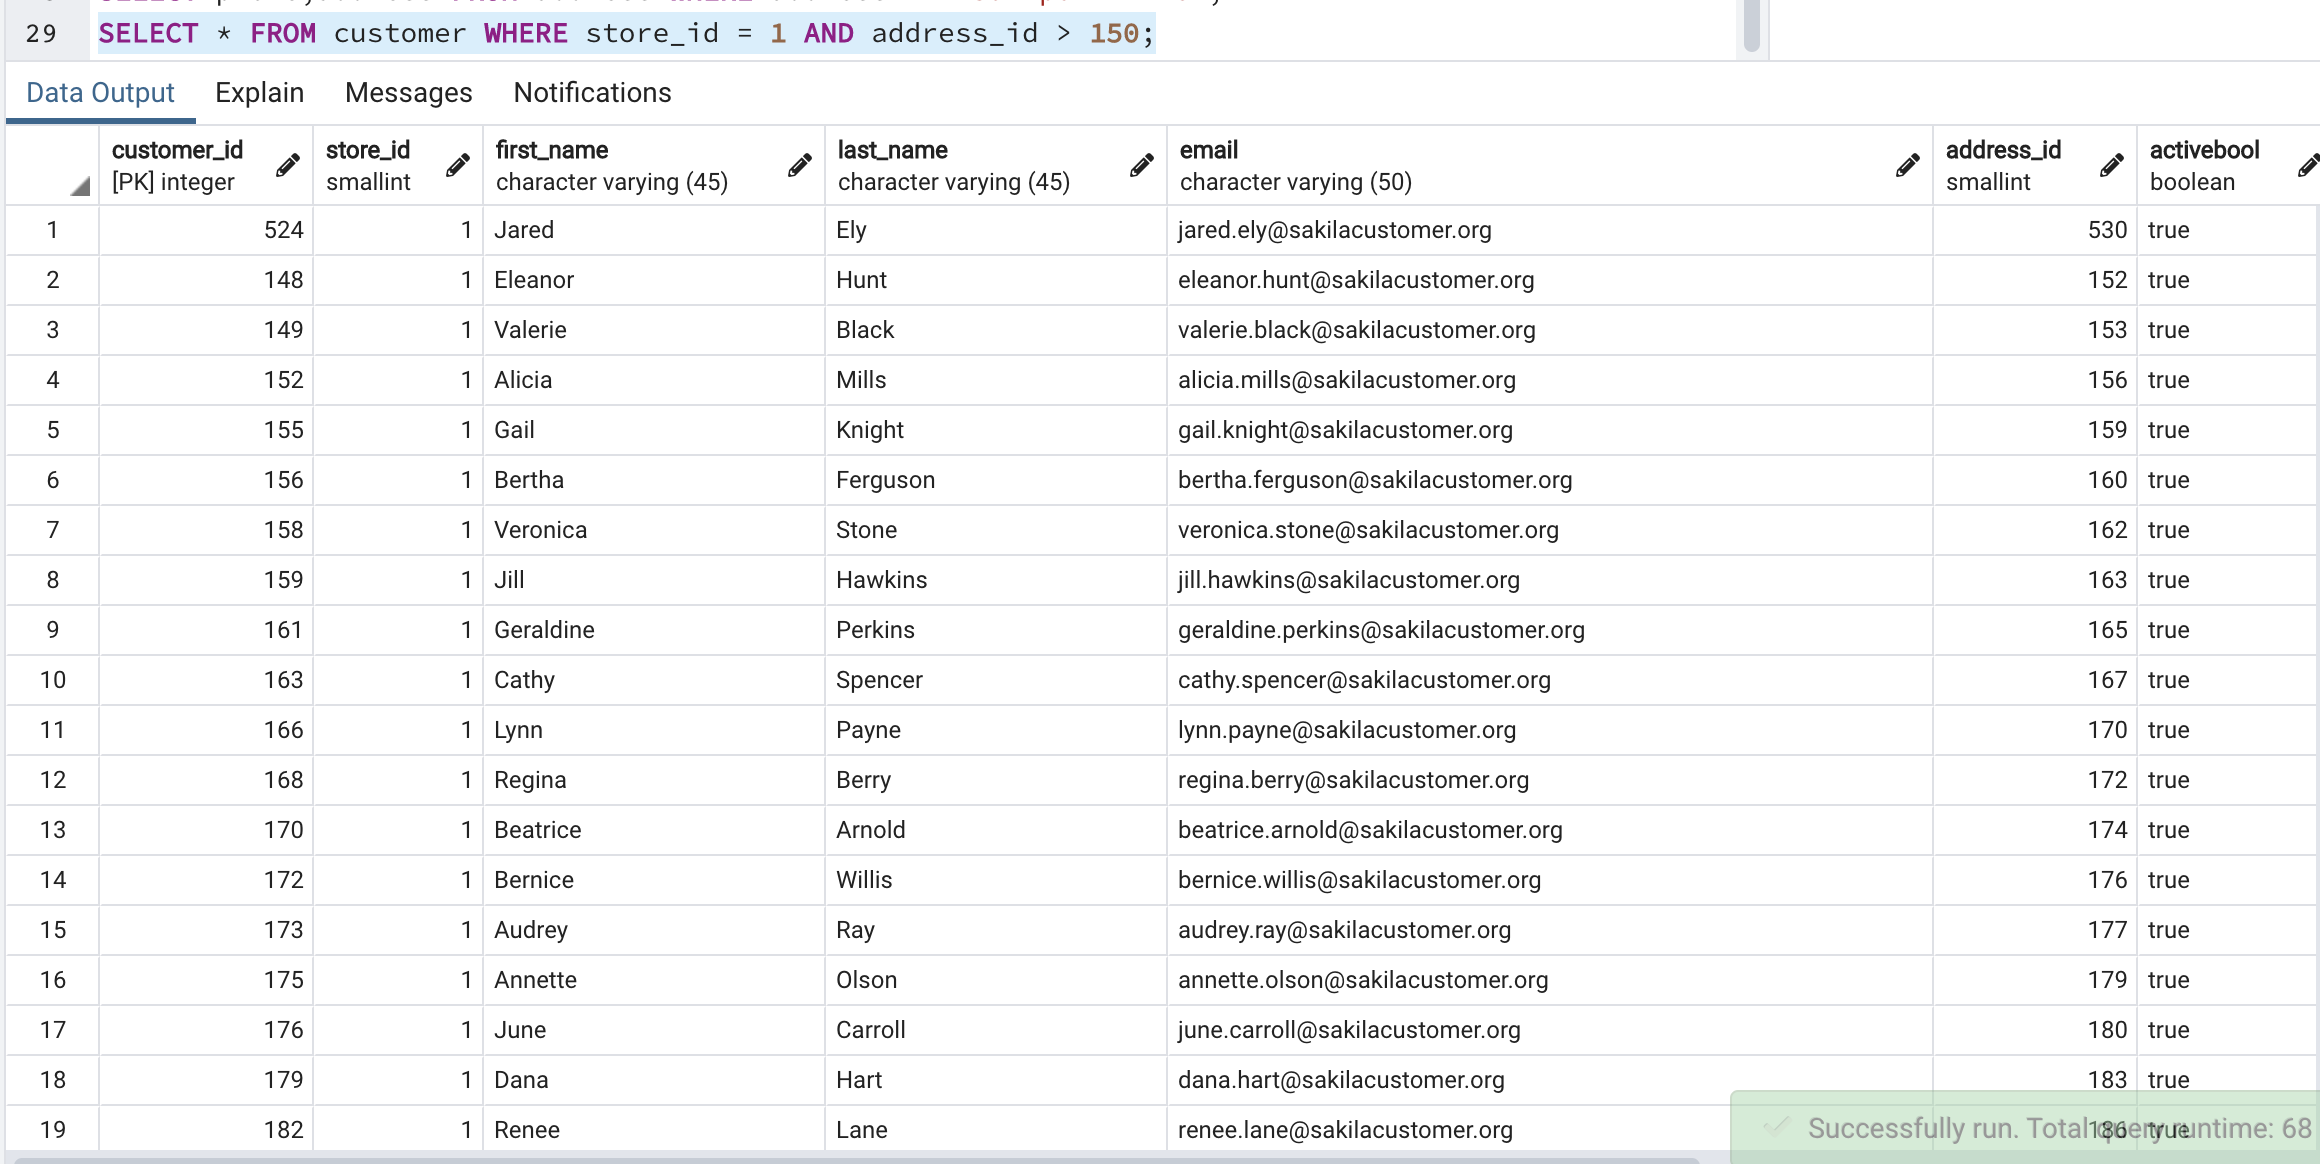 29 SELECT * FROM customer WHERE store_id = 1 AND address_id > 150;
Data Output Explain Messages Notifications
customer_id store_id first_name last_name email address_id activebool
[PK] integer smallint character varying (45) character varying (45) character varying (50) smallint boolean
1 524 1 Jared Ely jared.ely@sakilacustomer.org 530 true
2 148 1 Eleanor Hunt eleanor.hunt@sakilacustomer.org 152 true
3 149 1 Valerie Black valerie.black@sakilacustomer.org 153 true
4 152 1 Alicia Mills alicia.mills@sakilacustomer.org 156 true
5 155 1 Gail Knight gail.knight@sakilacustomer.org 159 true
6 156 1 Bertha Ferguson bertha.ferguson@sakilacustomer.org 160 true
7 158 1 Veronica Stone veronica.stone@sakilacustomer.org 162 true
8 159 1 Jill Hawkins jill.hawkins@sakilacustomer.org 163 true
9 161 1 Geraldine Perkins geraldine.perkins@sakilacustomer.org 165 true
10 163 1 Cathy Spencer cathy.spencer@sakilacustomer.org 167 true
11 166 1 Lynn Payne lynn.payne@sakilacustomer.org 170 true
12 168 1 Regina Berry regina.berry@sakilacustomer.org 172 true
13 170 1 Beatrice Arnold beatrice.arnold@sakilacustomer.org 174 true
14 172 1 Bernice Willis bernice.willis@sakilacustomer.org 176 true
15 173 1 Audrey Ray audrey.ray@sakilacustomer.org 177 true
16 175 1 Annette Olson annette.olson@sakilacustomer.org 179 true
17 176 1 June Carroll june.carroll@sakilacustomer.org 180 true
18 179 1 Dana Hart dana.hart@sakilacustomer.org 183 true
19 182 1 Renee Lane renee.lane@sakilacustomer.org 186 true
Successfully run. Total query runtime: 68